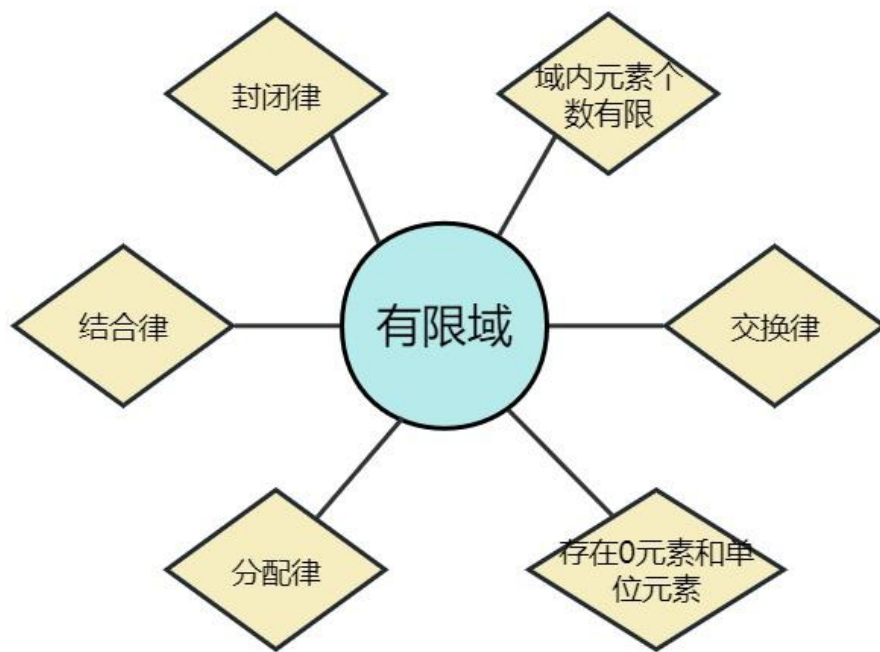 封闭律
域内元素个
数有限
结合律
有限域
交换律
分配律
存在0元素和单
位元素